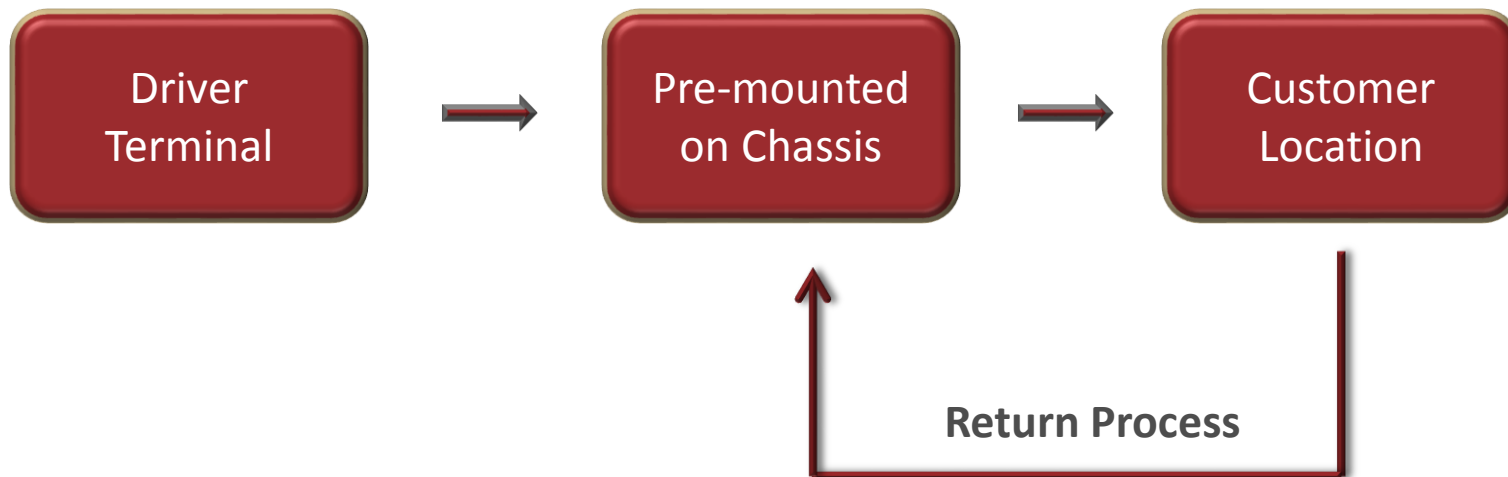 Driver
Terminal
Pre-mounted
on Chassis
Customer
Location
Return Process